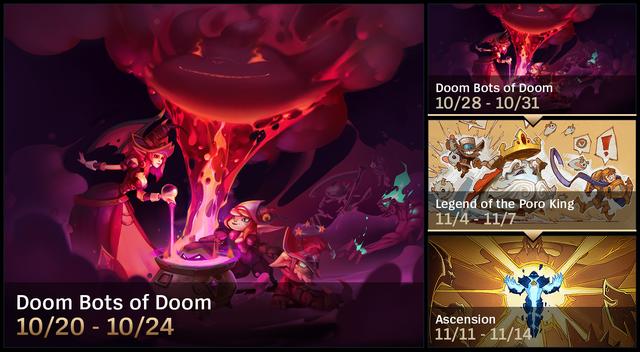 Doom Bots of Doom
10/20 - 10/24
Doom Bots of Doom
10/28 - 10/31
Legend of the Poro King
11/4 - 11/7
Ascension
11/11 - 11/14